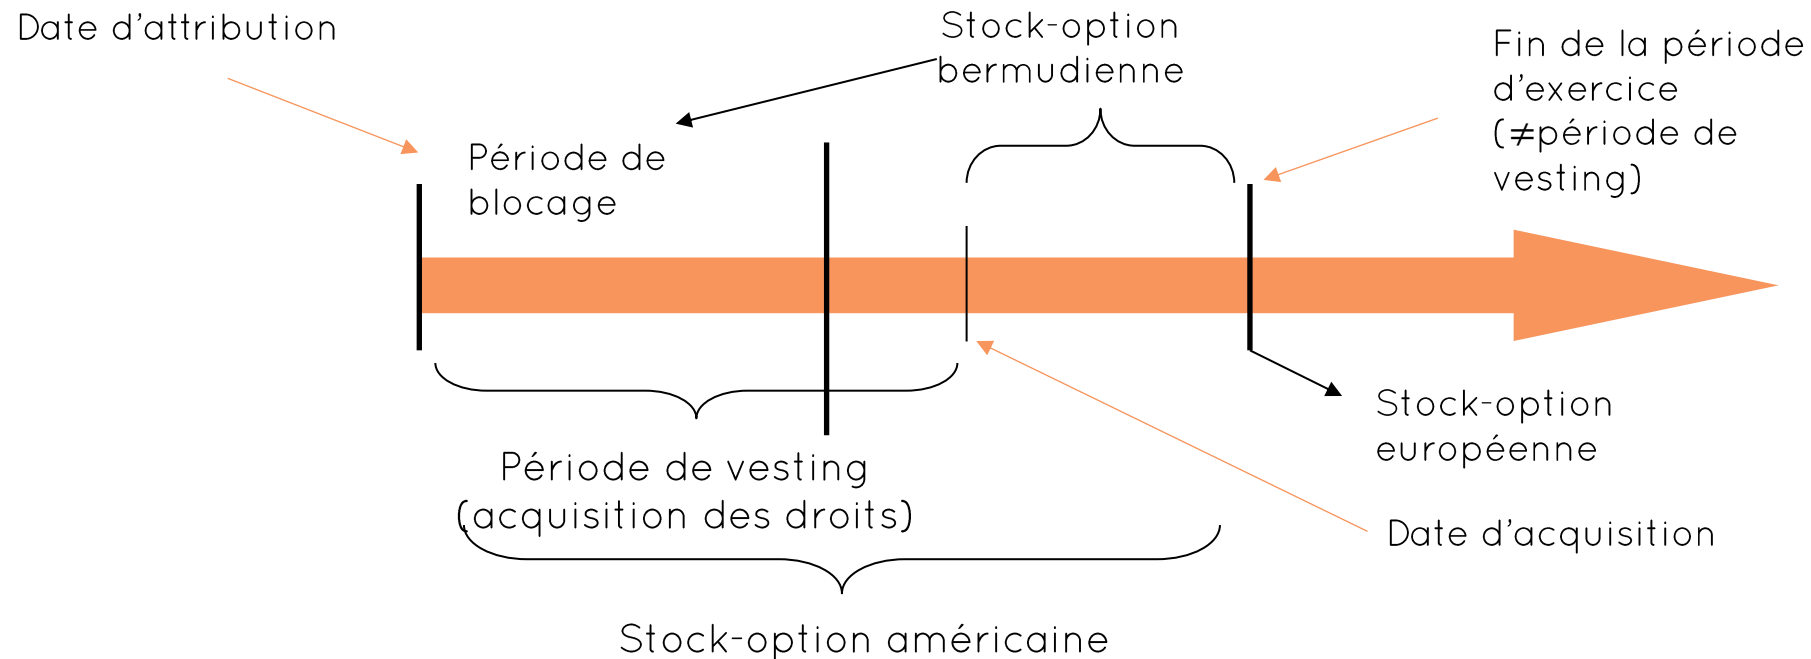 Date d'attribution
Stock-option
bermudienne
Fin de la période
d'exercice
(≠période de
vesting)
Période de
blocage
Stock-option
européenne
Période de vesting
(acquisition des droits)
Date d'acquisition
Stock-option américaine